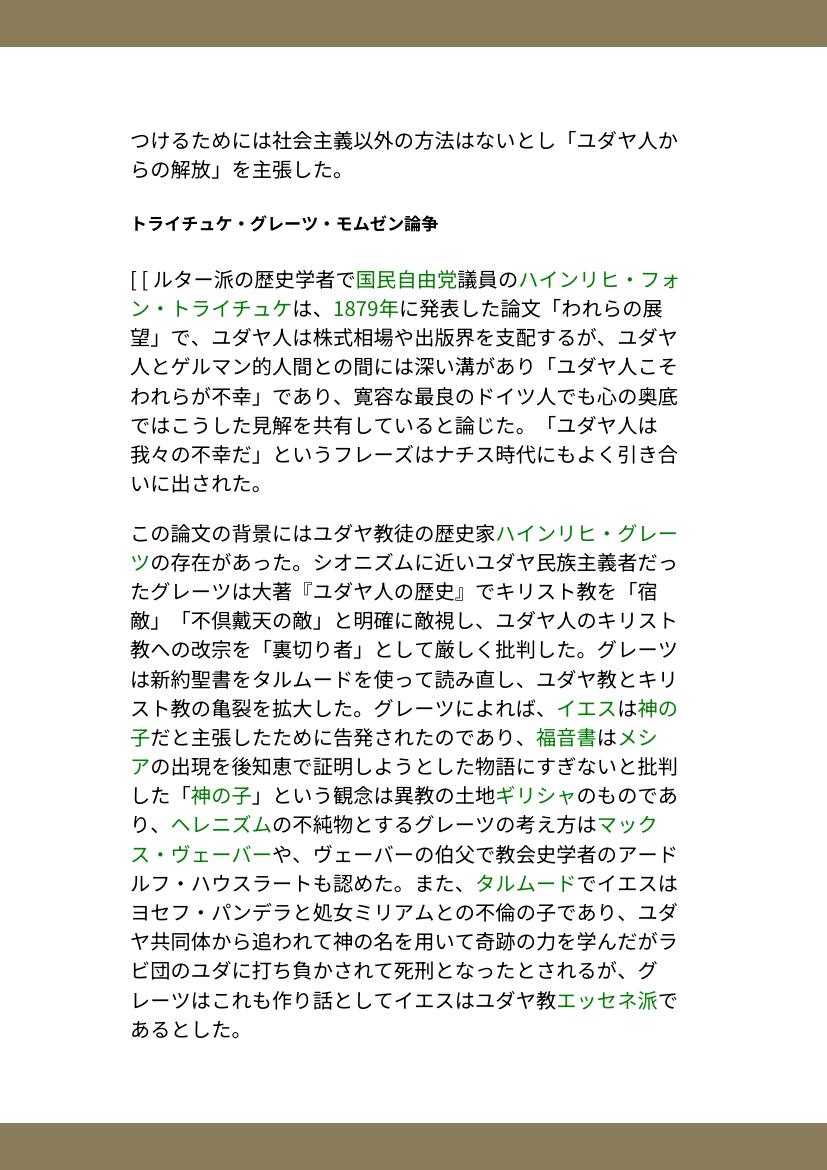 つけるためには社会主義以外の方法はないとし「ユダヤ人か
らの解放」を主張した。
トライチュケ・グレーツ・モムゼン論争
[ [ ルター派の歴史学者で国民自由党議員のハインリヒ・フォ
ン・トライチュケは、1879年に発表した論文「われらの展
望」で、ユダヤ人は株式相場や出版界を支配するが、ユダヤ
人とゲルマン的人間との間には深い溝があり「ユダヤ人こそ
われらが不幸」であり、寛容な最良のドイツ人でも心の奥底
ではこうした見解を共有していると論じた。「ユダヤ人は
我々の不幸だ」というフレーズはナチス時代にもよく引き合
いに出された。
この論文の背景にはユダヤ教徒の歴史家ハインリヒ・グレー
ツの存在があった。シオニズムに近いユダヤ民族主義者だっ
たグレーツは大著『ユダヤ人の歴史』でキリスト教を「宿
敵」「不倶戴天の敵」と明確に敵視し、ユダヤ人のキリスト
教への改宗を「裏切り者」として厳しく批判した。グレーツ
は新約聖書をタルムードを使って読み直し、ユダヤ教とキリ
スト教の亀裂を拡大した。グレーツによれば、イエスは神の
子だと主張したために告発されたのであり、福音書はメシ
アの出現を後知恵で証明しようとした物語にすぎないと批判
した「神の子」という観念は異教の土地ギリシャのものであ
り、ヘレニズムの不純物とするグレーツの考え方はマック
ス・ヴェーバーや、ヴェーバーの伯父で教会史学者のアード
ルフ・ハウスラートも認めた。また、タルムードでイエスは
ヨセフ・パンデラと処女ミリアムとの不倫の子であり、ユダ
ヤ共同体から追われて神の名を用いて奇跡の力を学んだがラ
ビ団のユダに打ち負かされて死刑となったとされるが、グ
レーツはこれも作り話としてイエスはユダヤ教エッセネ派で
あるとした。